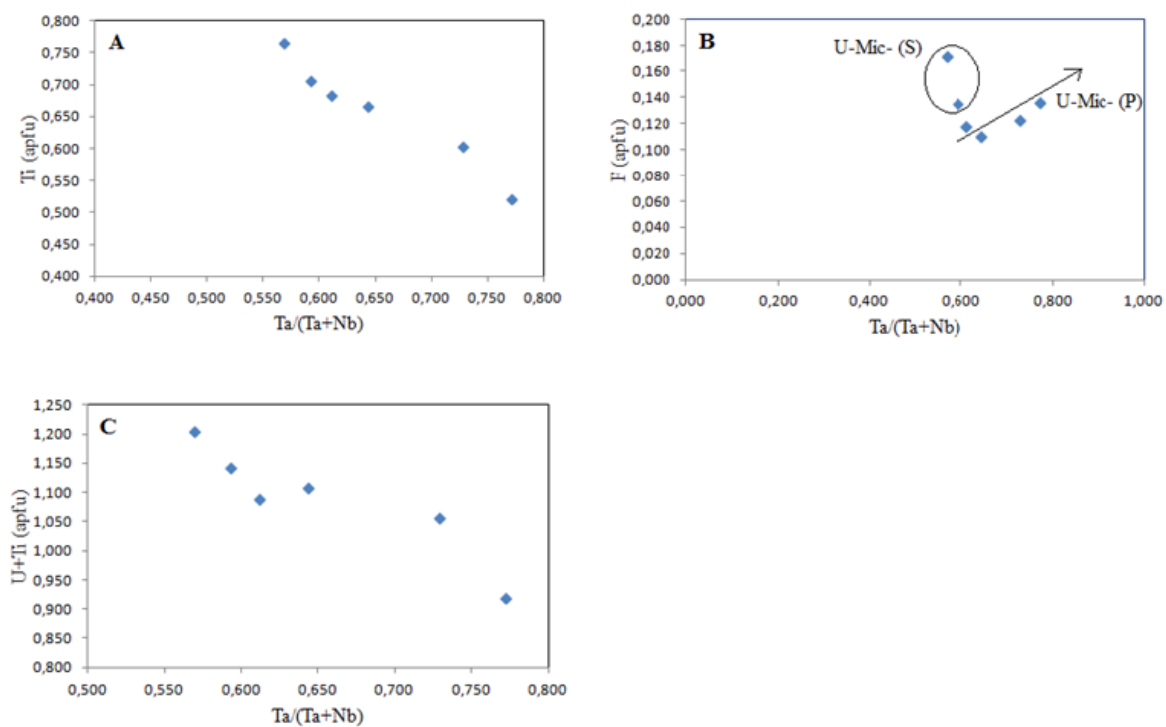 A
Ti (apfu)
0,800
0,750
0,700
0,650
0,600
0,550
0,500
0,450
0,400
0,400 0,450 0,500 0,550 0,600 0,650 0,700 0,750 0,800
Ta/(Ta+Nb)
B
F (apfu)
0,200
0,180
0,160
0,140
0,120
0,100
0,080
0,060
0,040
0,020
0,000
U-Mic- (S)
U-Mic- (P)
0,000 0,200 0,400 0,600 0,800 1,000
Ta/(Ta+Nb)
C
U+Ti (apfu)
1,250
1,200
1,150
1,100
1,050
1,000
0,950
0,900
0,850
0,800
0,500 0,550 0,600 0,650 0,700 0,750 0,800
Ta/(Ta+Nb)